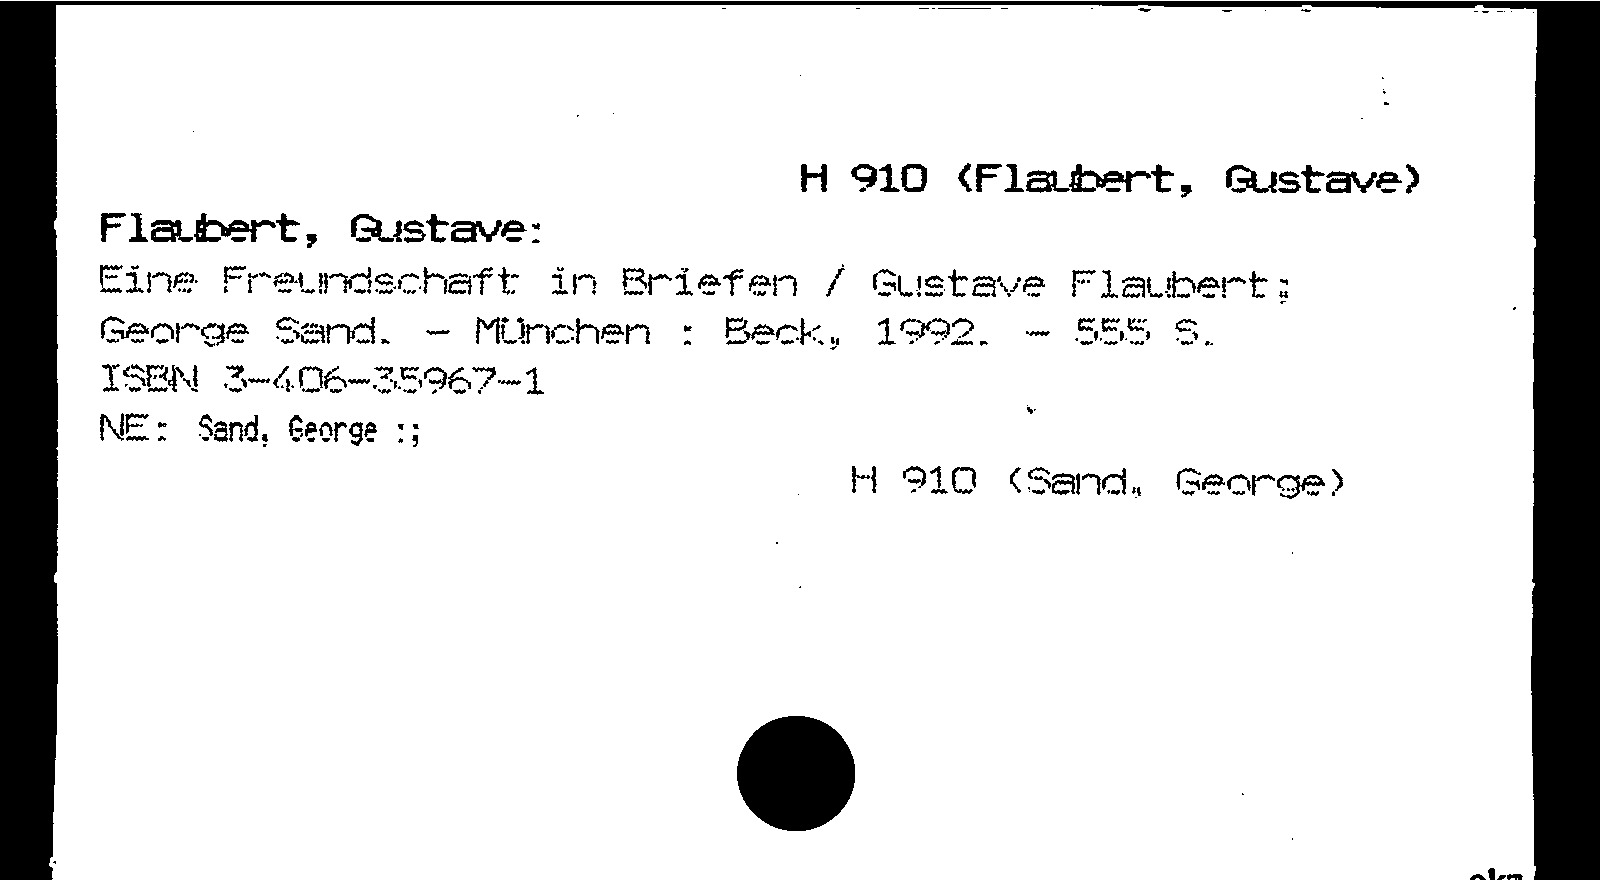 H 910 (Flaubert, Gustave)
Flaubert, Gustave:
Eine Freundschaft in Briefen / Gustave Flaubert;
George Sand. - München : Beck, 1992. - 555 S.
ISBN 3-406-35967-1
NE: Sand, George :;
H 910 (Sand, George)